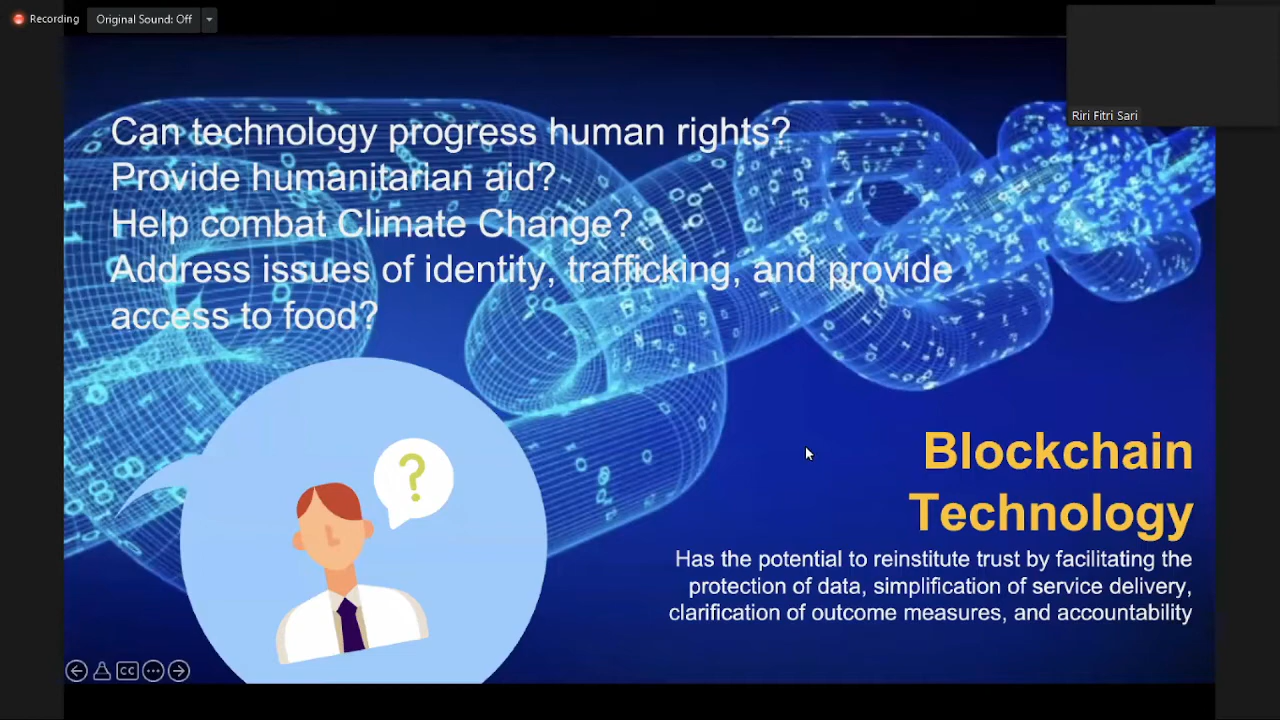 Recording
Original Sound: Off
Riri Fitri Sari
Can technology progress human rights?
Provide humanitarian aid?
Help combat Climate Change?
Address issues of identity, trafficking, and provide
access to food?
?
Blockchain
Technology
Has the potential to reinstitute trust by facilitating the
protection of data, simplification of service delivery,
clarification of outcome measures, and accountability
CC